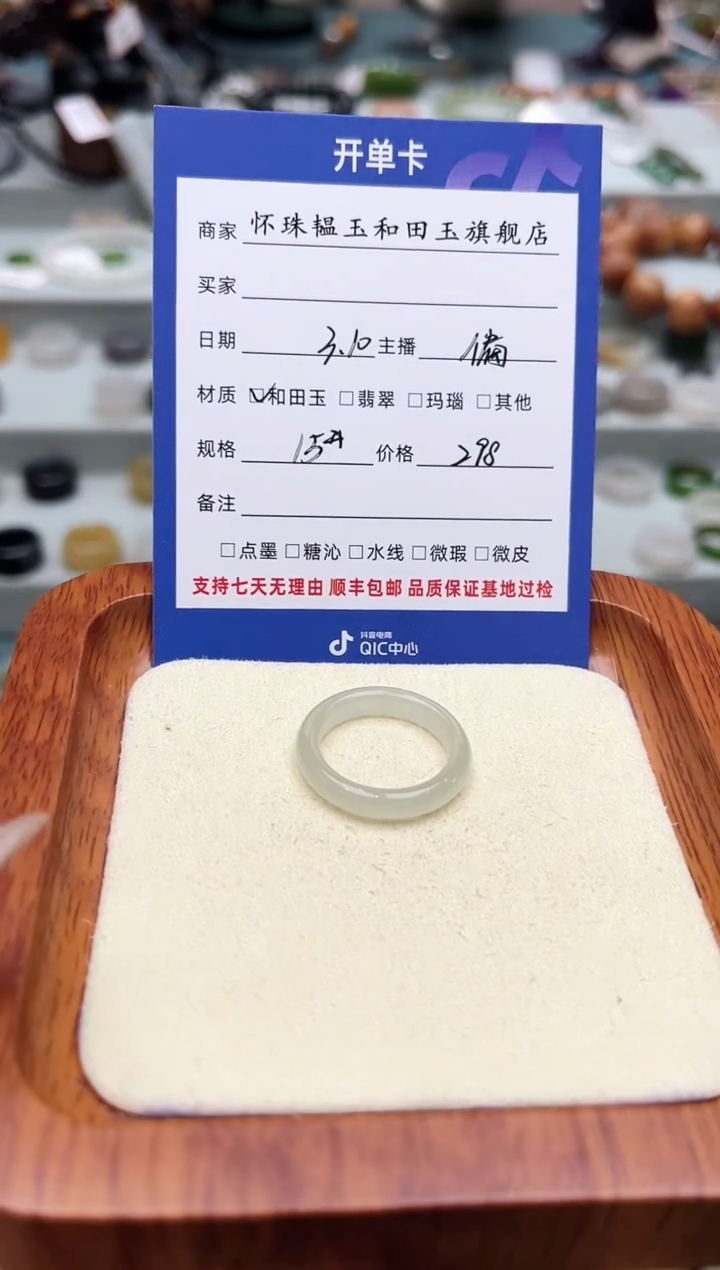 开单卡
商家 怀珠韫玉和田玉旗舰店
买家
日期 3.10 主播
材质 ☑和田玉 □翡翠 □玛瑙 □其他
规格 15 价格 298
备注
□点墨 □糖沁 □水线 □微瑕 □微皮
支持七天无理由 顺丰包邮 品质保证基地过检
抖音电商
QIC中心